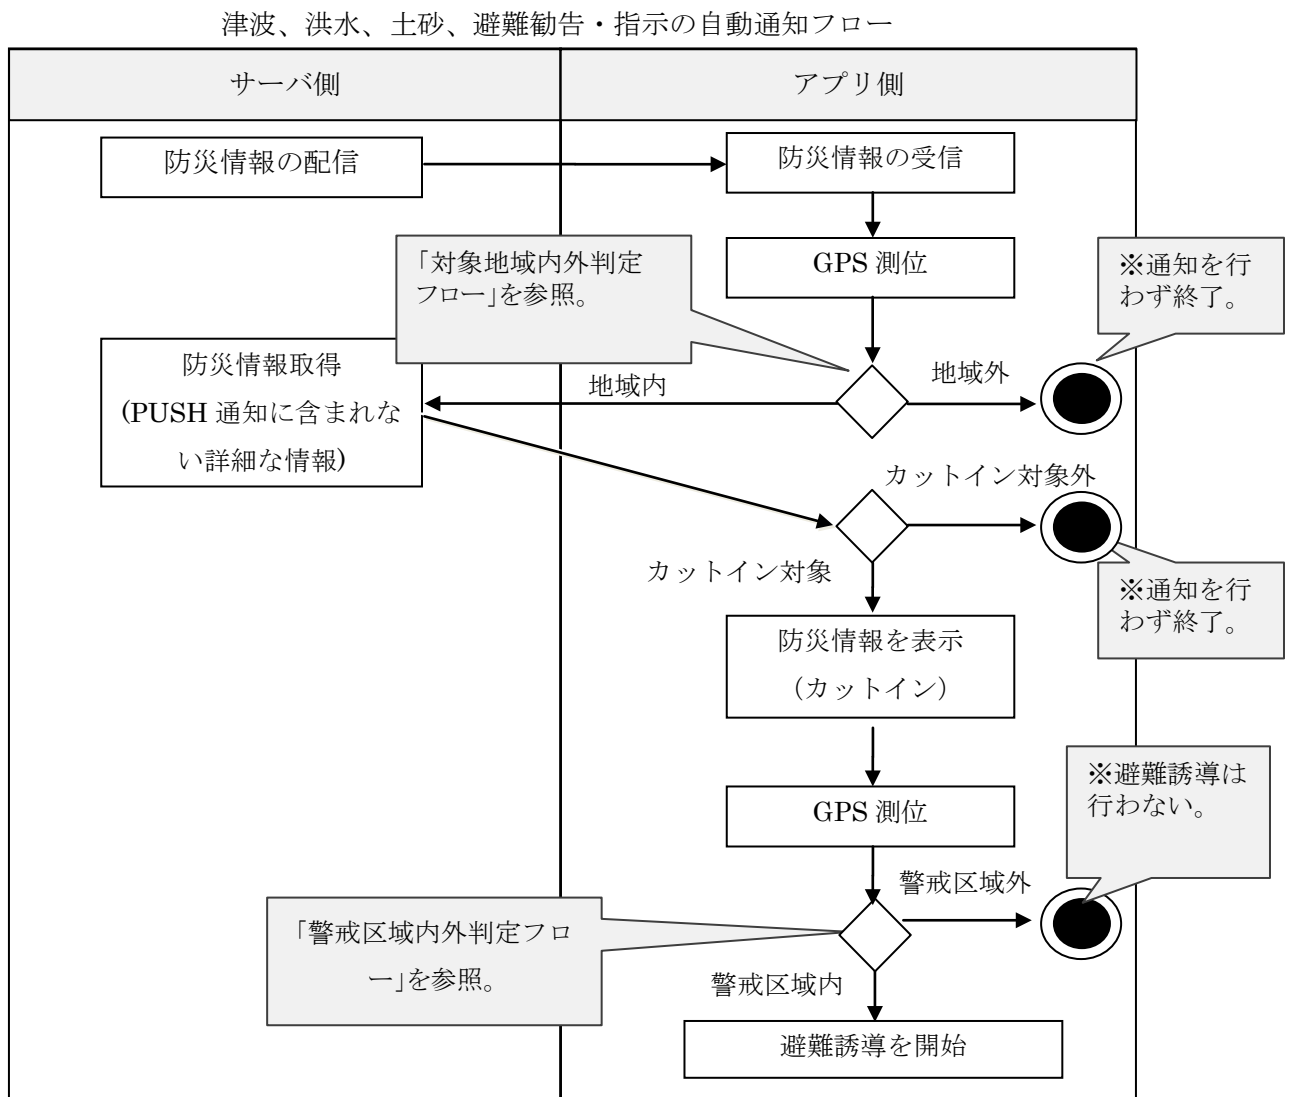 津波、洪水、土砂、避難勧告・指示の自動通知フロー
サーバ側
アプリ側
防災情報の配信
防災情報の受信
「対象地域内外判定
フロー」を参照。
GPS 測位
※通知を行
わず終了。
防災情報取得
(PUSH 通知に含まれな
い詳細な情報)
地域内
地域外
カットイン対象外
カットイン対象
※通知を行
わず終了。
防災情報を表示
（カットイン）
※避難誘導は
行わない。
GPS 測位
警戒区域外
「警戒区域内外判定フロ
ー」を参照。
警戒区域内
避難誘導を開始